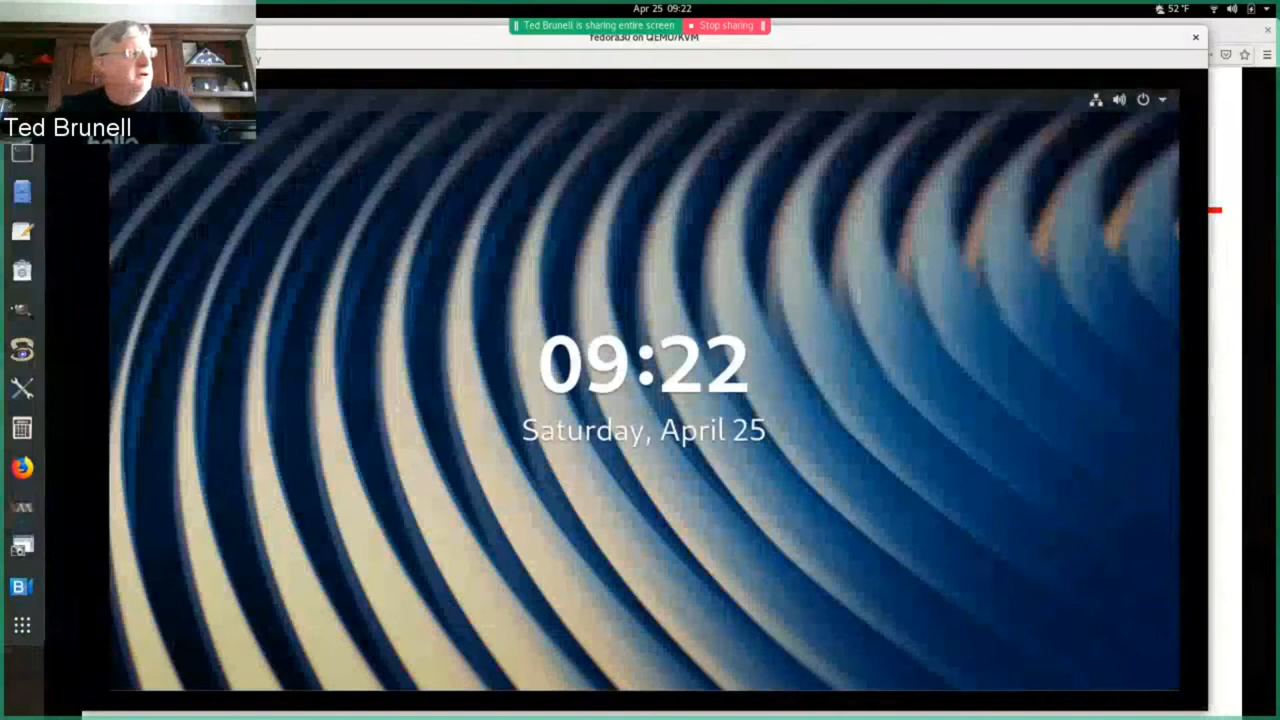 Apr 25 09:22
52 °F
Ted Brunell is sharing entire screen
Stop sharing
fedora30 on QEMU/KVM
Ted Brunell
hello
09:22
Saturday, April 25
B